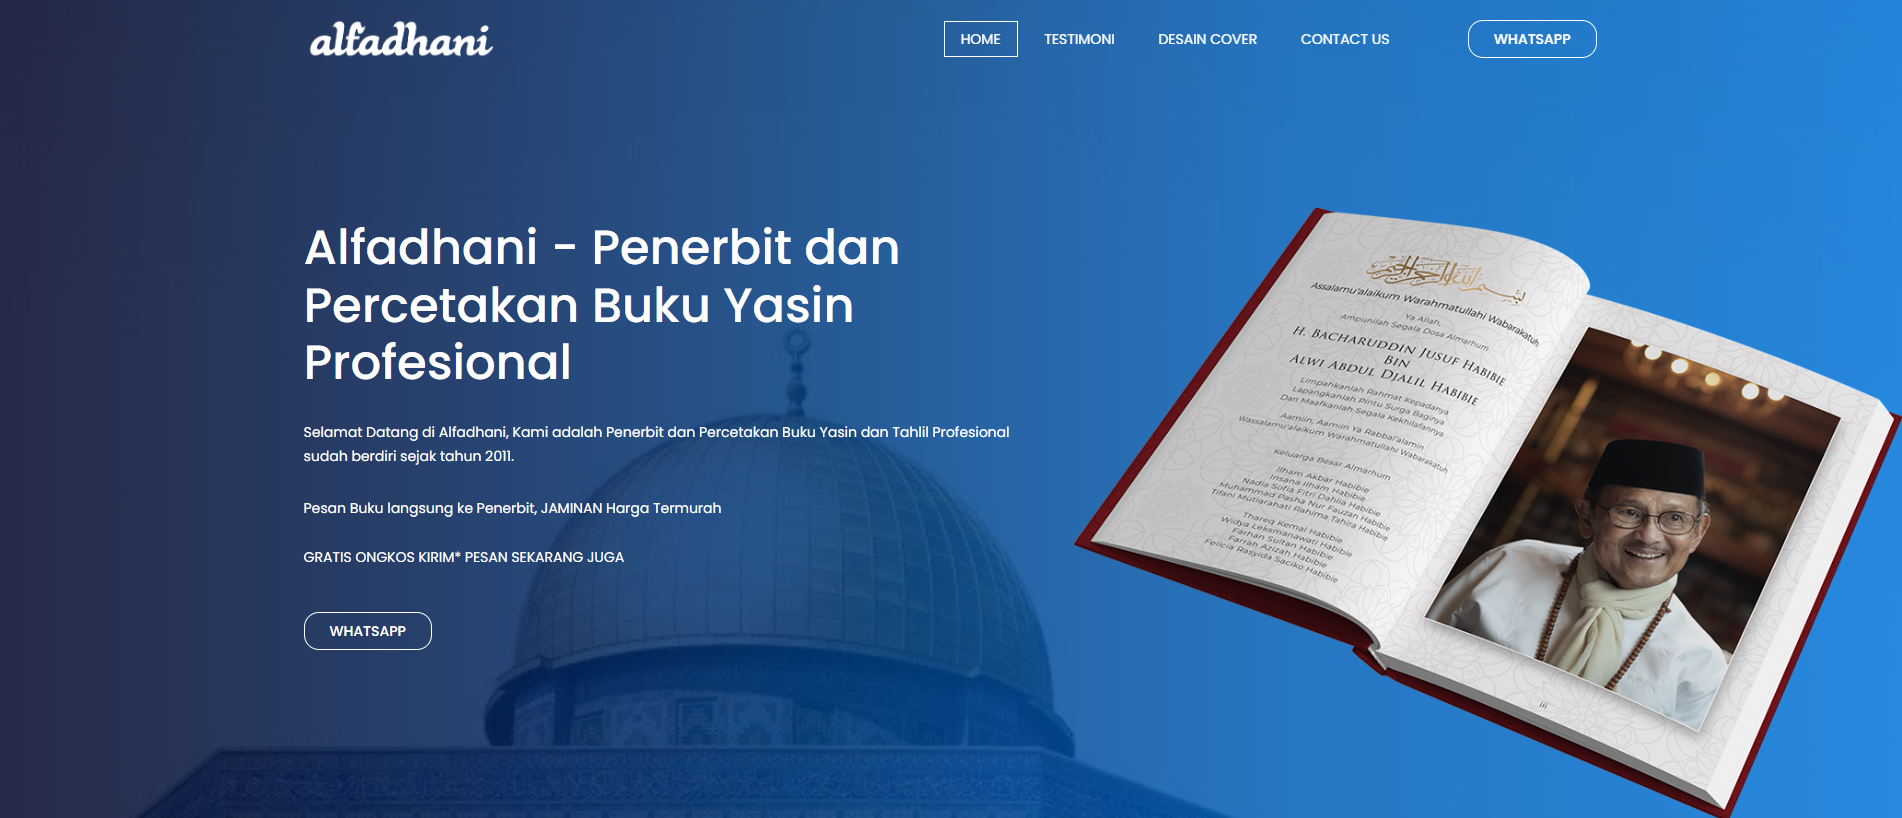 alfadhani
HOME
TESTIMONI
DESAIN COVER
CONTACT US
WHATSAPP
Alfadhani - Penerbit dan
Percetakan Buku Yasin
Profesional
Selamat Datang di Alfadhani, Kami adalah Penerbit dan Percetakan Buku Yasin dan Tahlil Profesional
sudah berdiri sejak tahun 2011.
Pesan Buku langsung ke Penerbit, JAMINAN Harga Termurah
GRATIS ONGKOS KIRIM* PESAN SEKARANG JUGA
WHATSAPP
بسم الله الرحمن الرحيم
Assalamu'alaikum Warahmatullahi Wabarakatuh
Ya Allah,
Ampunilah Segala Dosa Almarhum
H. BACHARUDDIN JUSUF HABIBIE
BIN
ALWI ABDUL DJALIL HABIBIE
Limpahkanlah Rahmat Kepadanya
Lapangkanlah Pintu Surga Baginya
Dan Maafkanlah Segala Kekhilafannya
Aamiin, Aamiin Ya Rabbal'alamin
Wassalamu'alaikum Warahmatullahi Wabarakatuh
Keluarga Besar Almarhum
Ilham Akbar Habibie
Insana Ilham Habibie
Nadia Sofia Fitri Dahlia Habibie
Muhammad Pasha Nur Fauzan Habibie
Tifani Mutiarahati Rahima Tahira Habibie
Thareq Kemal Habibie
Widya Leksmanawati Habibie
Farhan Sultan Habibie
Farrah Azizah Habibie
Felicia Rasyida Saciko Habibie
iii